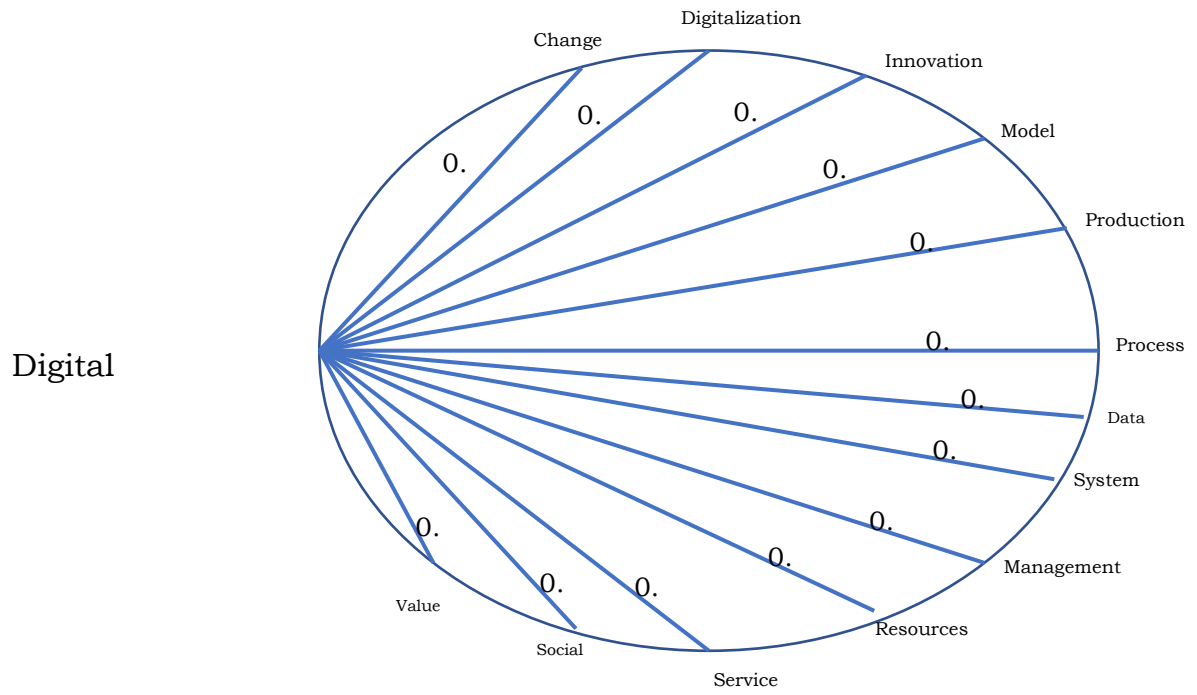 Digitalization
Change
Innovation
0.
0.
Model
0.
0.
Production
0.
0.
Process
Digital
0.
Data
0.
System
0.
0.
Management
0.
0.
0.
Value
Resources
Social
Service